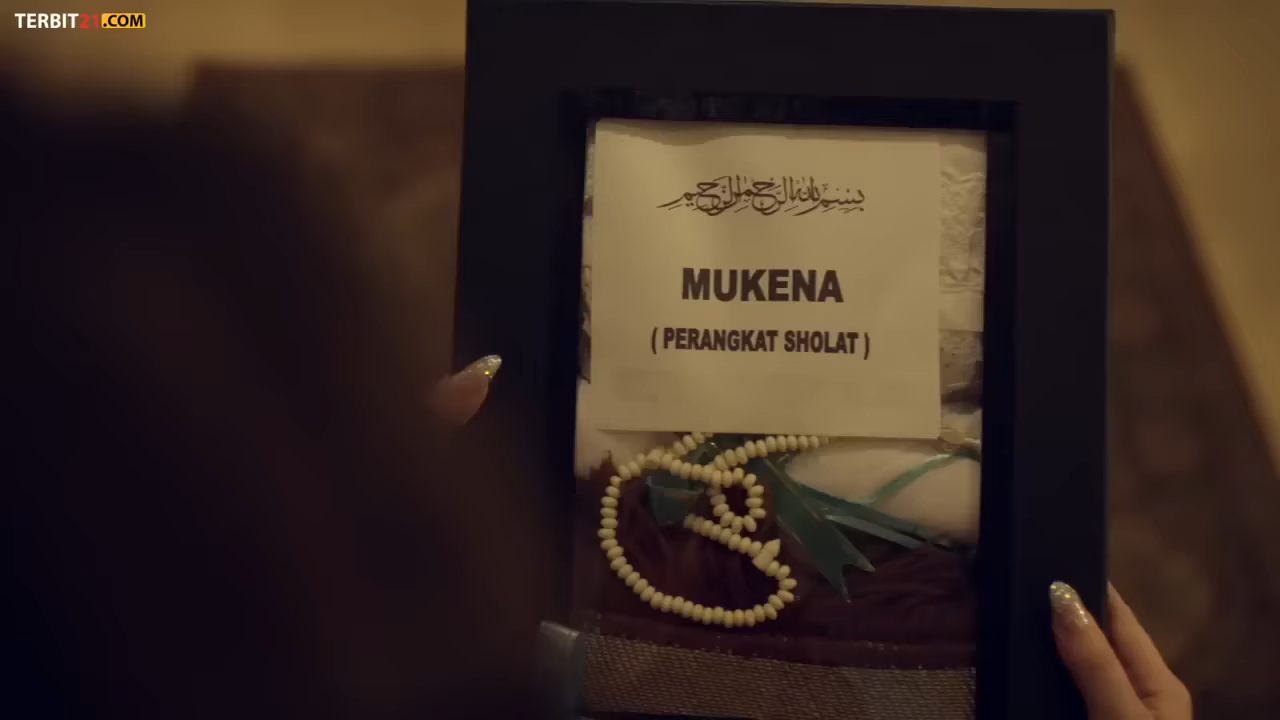 TERBIT21.COM
بسم الله الرحمن الرحيم
MUKENA
( PERANGKAT SHOLAT )